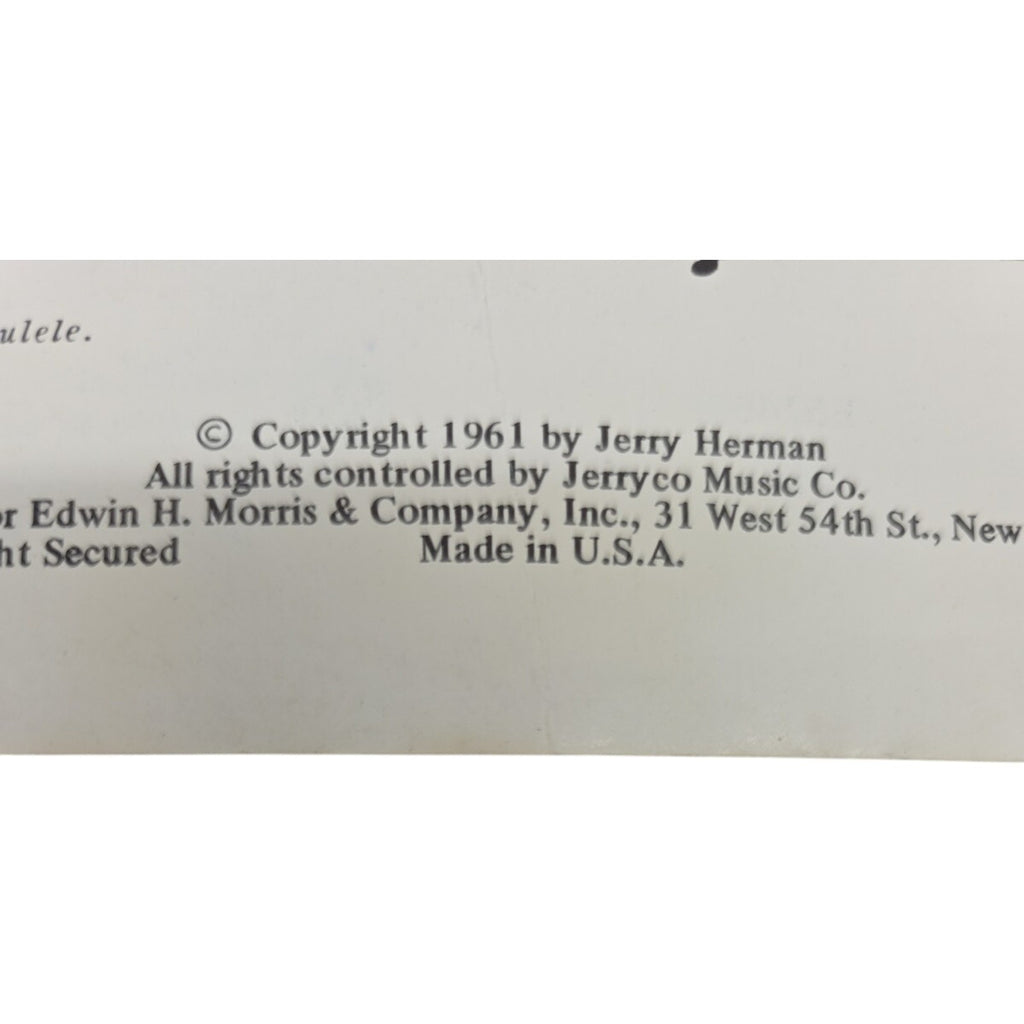 ulele.
© Copyright 1961 by Jerry Herman
All rights controlled by Jerryco Music Co.
r Edwin H. Morris & Company, Inc., 31 West 54th St., New
ht Secured Made in U.S.A.